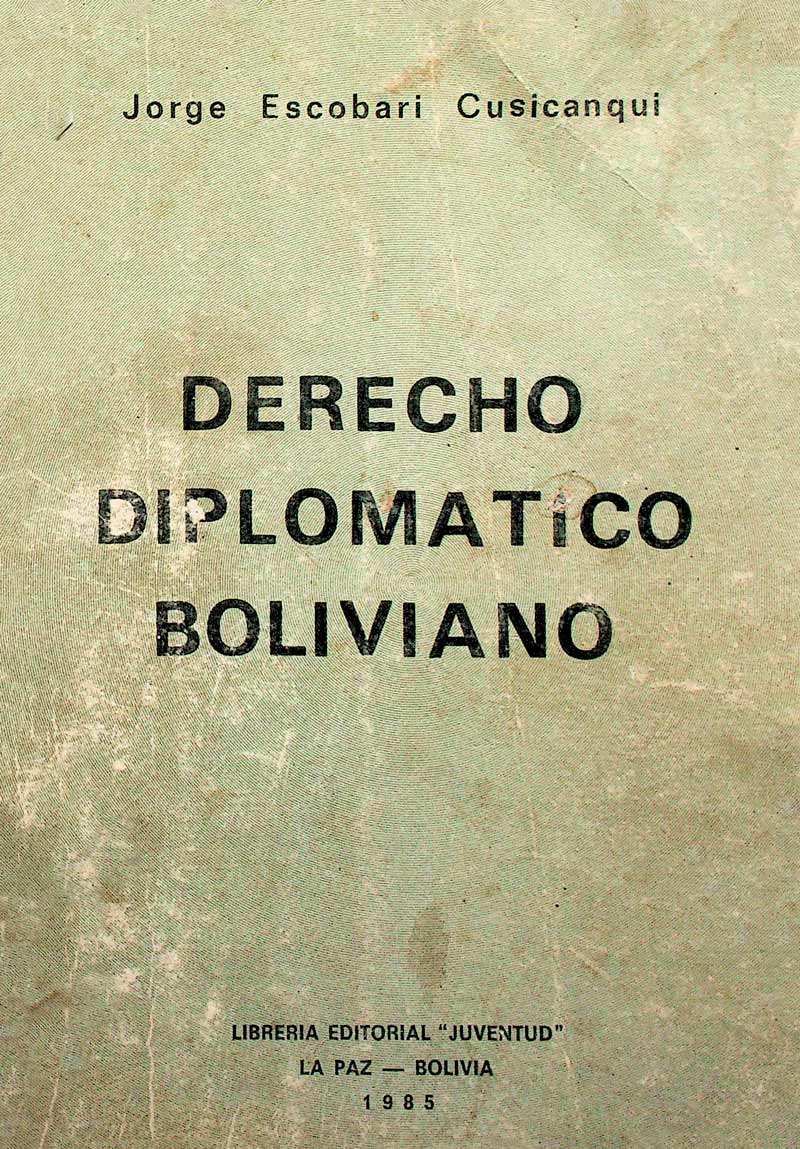 Jorge Escobari Cusicanqui
DERECHO
DIPLOMATICO
BOLIVIANO
LIBRERIA EDITORIAL “JUVENTUD”
LA PAZ — BOLIVIA
1985